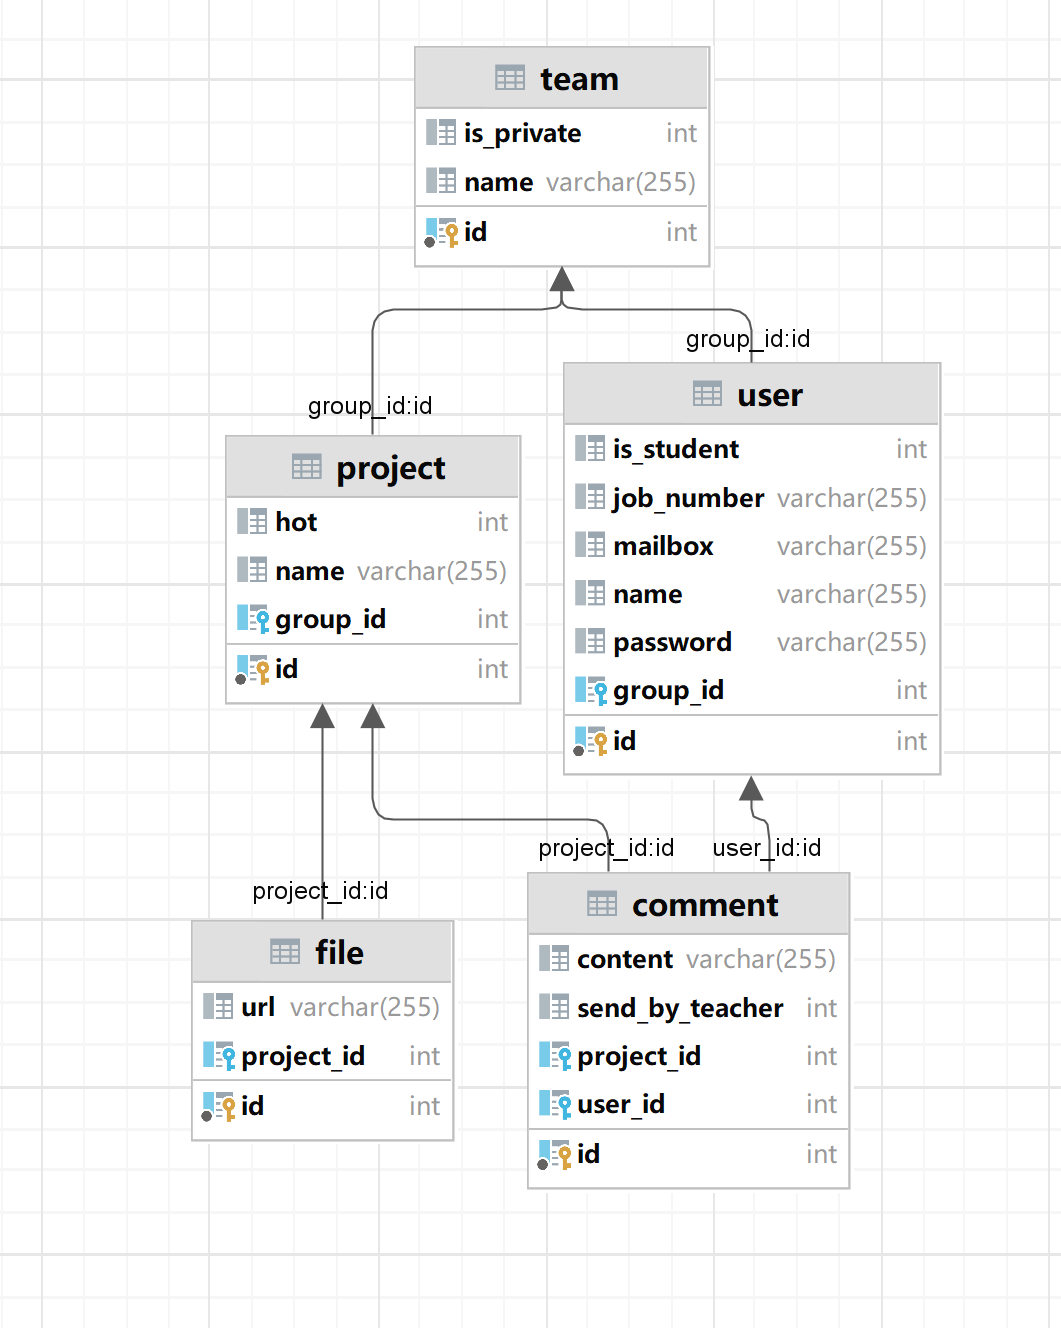 team
is_private int
name varchar(255)
id int
group_id:id
group_id:id
user
is_student int
job_number varchar(255)
mailbox varchar(255)
name varchar(255)
password varchar(255)
group_id int
id int
project
hot int
name varchar(255)
group_id int
id int
project_id:id
user_id:id
project_id:id
file
url varchar(255)
project_id int
id int
comment
content varchar(255)
send_by_teacher int
project_id int
user_id int
id int